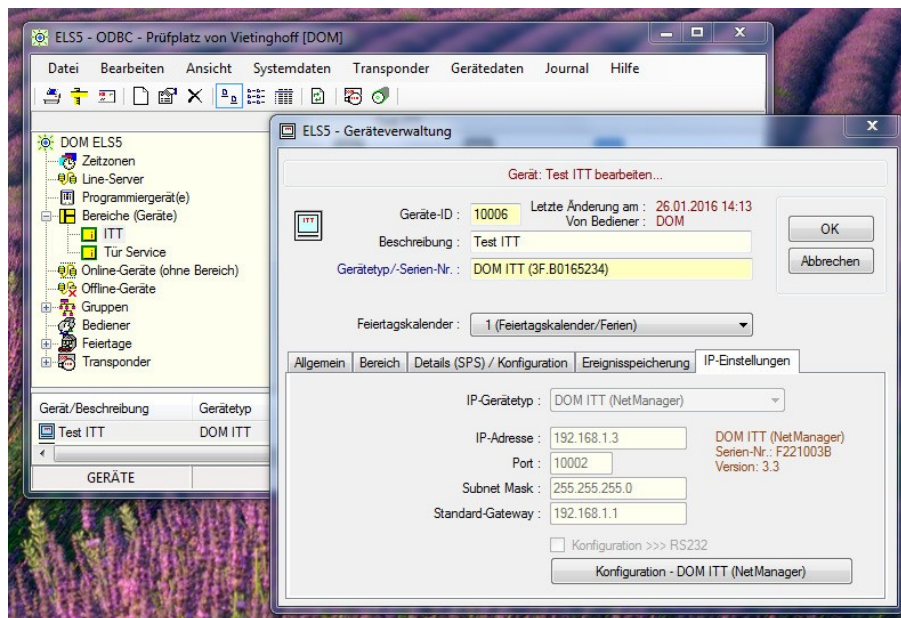 ELS5 - ODBC - Prüfplatz von Vietinghoff [DOM]
Datei Bearbeiten Ansicht Systemdaten Transponder Gerätedaten Journal Hilfe
DOM ELS5
Zeitzonen
Line-Server
Programmiergerät(e)
Bereiche (Geräte)
ITT
Tür Service
Online-Geräte (ohne Bereich)
Offline-Geräte
Gruppen
Bediener
Feiertage
Transponder
Gerät/Beschreibung Gerätetyp
Test ITT DOM ITT
GERÄTE
ELS5 - Geräteverwaltung
Gerät: Test ITT bearbeiten...
ITT
Geräte-ID : 10006 Letzte Änderung am : 26.01.2016 14:13
Von Bediener : DOM
Beschreibung : Test ITT
Gerätetyp/-Serien-Nr. : DOM ITT (3F.B0165234)
OK
Abbrechen
Feiertagskalender : 1 (Feiertagskalender/Ferien)
Allgemein Bereich Details (SPS) / Konfiguration Ereignisspeicherung IP-Einstellungen
IP-Gerätetyp : DOM ITT (NetManager)
IP-Adresse : 192.168.1.3
Port : 10002
Subnet Mask : 255.255.255.0
Standard-Gateway : 192.168.1.1
DOM ITT (NetManager)
Serien-Nr.: F221003B
Version: 3.3
Konfiguration >>> RS232
Konfiguration - DOM ITT (NetManager)